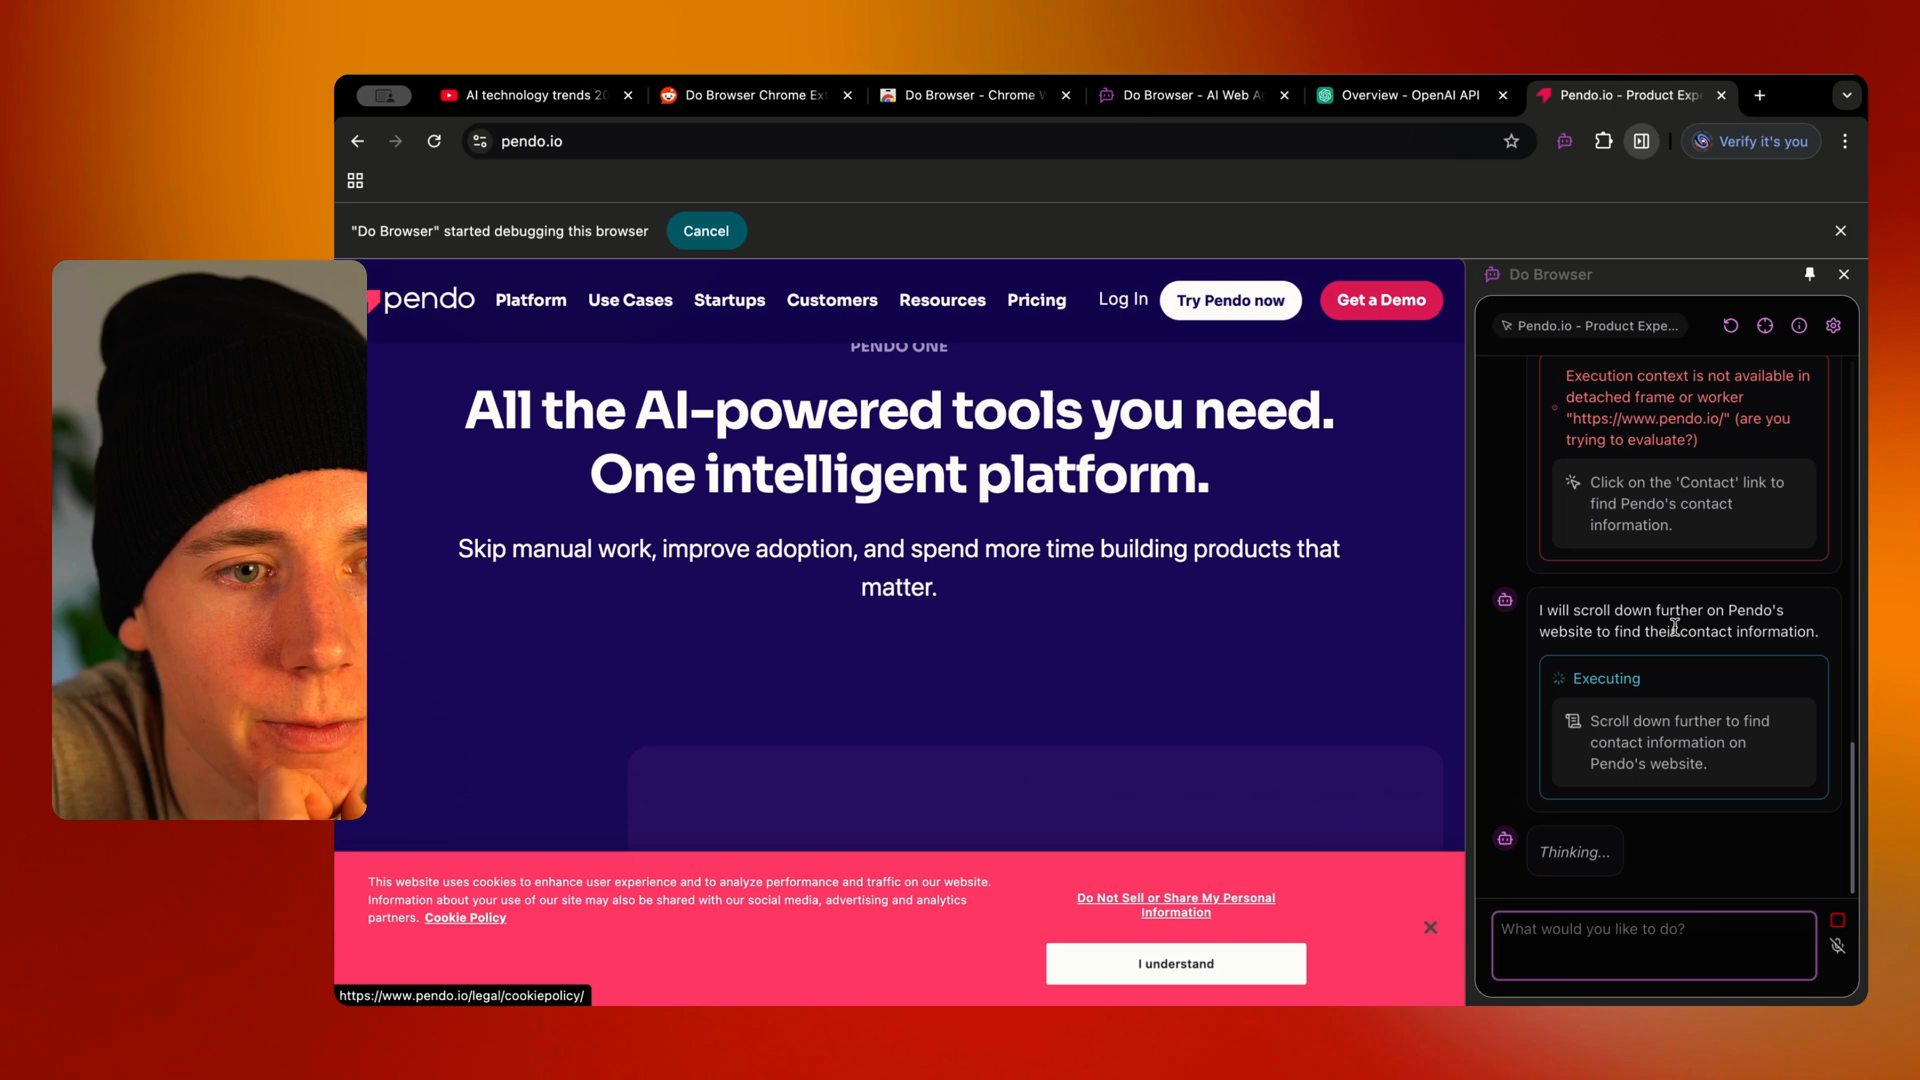 AI technology trends 20
Do Browser Chrome Ext
Do Browser - Chrome W
Do Browser - AI Web Ag
Overview - OpenAI API
Pendo.io - Product Expe
pendo.io
Verify it's you
"Do Browser" started debugging this browser
Cancel
pendo
Platform
Use Cases
Startups
Customers
Resources
Pricing
Log In
Try Pendo now
Get a Demo
PENDO ONE
All the AI-powered tools you need.
One intelligent platform.
Skip manual work, improve adoption, and spend more time building products that
matter.
This website uses cookies to enhance user experience and to analyze performance and traffic on our website.
Information about your use of our site may also be shared with our social media, advertising and analytics
partners. Cookie Policy
Do Not Sell or Share My Personal
Information
I understand
https://www.pendo.io/legal/cookiepolicy/
Do Browser
Pendo.io - Product Expe...
Execution context is not available in
detached frame or worker
"https://www.pendo.io/" (are you
trying to evaluate?)
Click on the 'Contact' link to
find Pendo's contact
information.
I will scroll down further on Pendo's
website to find their contact information.
Executing
Scroll down further to find
contact information on
Pendo's website.
Thinking...
What would you like to do?